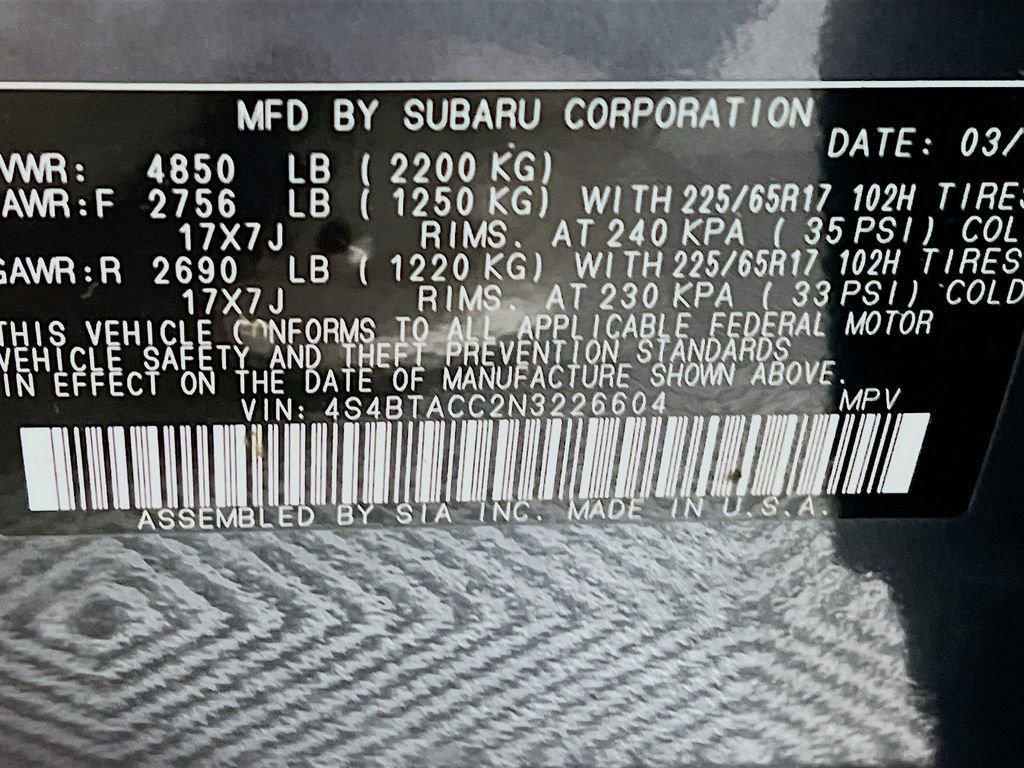 MFD BY SUBARU CORPORATION
DATE: 03/
VWR: 4850 LB ( 2200 KG)
AWR:F 2756 LB ( 1250 KG) WITH 225/65R17 102H TIRES
17X7J RIMS. AT 240 KPA ( 35 PSI) COL
GAWR:R 2690 LB ( 1220 KG) WITH 225/65R17 102H TIRES
17X7J RIMS. AT 230 KPA ( 33 PSI) COLD
THIS VEHICLE CONFORMS TO ALL APPLICABLE FEDERAL MOTOR
VEHICLE SAFETY AND THEFT PREVENTION STANDARDS
IN EFFECT ON THE DATE OF MANUFACTURE SHOWN ABOVE.
VIN: 4S4BTACC2N3226604 MPV
ASSEMBLED BY SIA INC. MADE IN U.S.A.